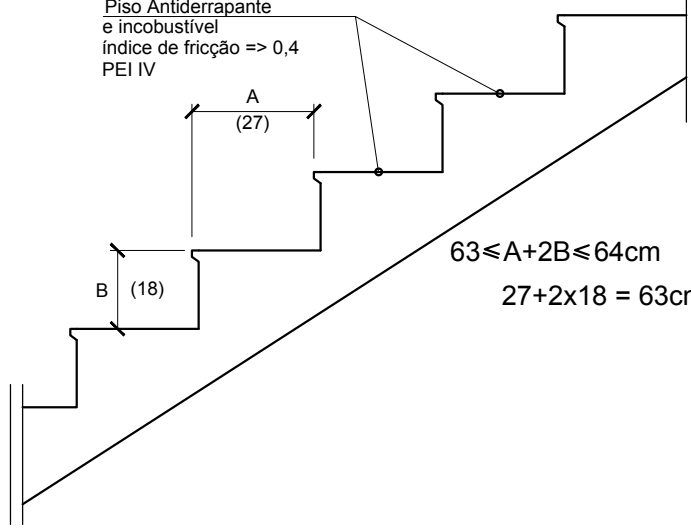 Piso Antiderrapante
e incobustível
índice de fricção => 0,4
PEI IV
A
(27)
B (18)
63≤A+2B≤64cm
27+2x18 = 63cm